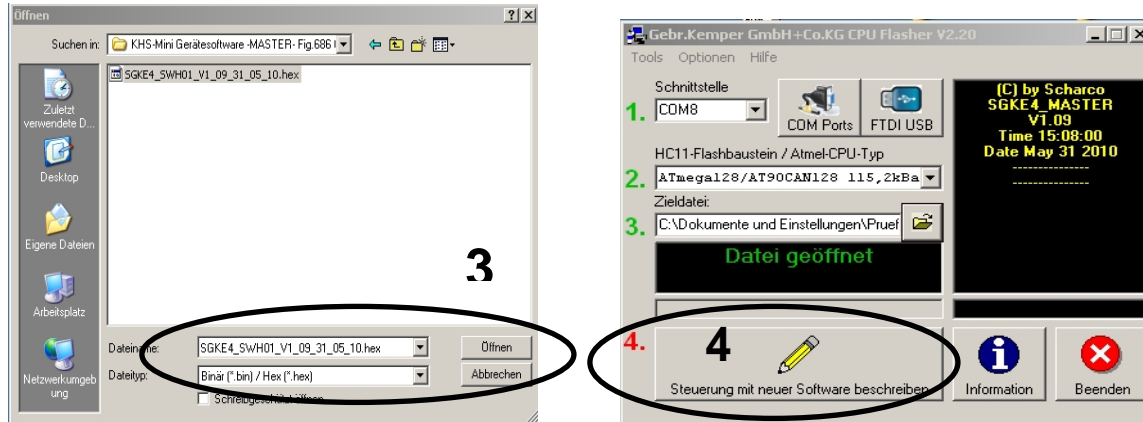 Öffnen
Suchen in: KHS-Mini Gerätesoftware -MASTER- Fig.686
Zuletzt
verwendete D...
Desktop
Eigene Dateien
Arbeitsplatz
Netzwerkumgeb
ung
SGKE4_SWH01_V1_09_31_05_10.hex
3
Dateiname: SGKE4_SWH01_V1_09_31_05_10.hex Öffnen
Dateityp: Binär (*.bin) / Hex (*.hex) Abbrechen
Schreibgeschützt öffnen
Gebr.Kemper GmbH+Co.KG CPU Flasher V2.20
Tools Optionen Hilfe
Schnittstelle
1. COM8
COM Ports
FTDI USB
HC11-Flashbaustein / Atmel-CPU-Typ
2. ATmega128/AT90CAN128 115,2kBa
Zieldatei:
3. C:\Dokumente und Einstellungen\Pruef
Datei geöffnet
4. 4
Steuerung mit neuer Software beschreiben
(C) by Scharco
SGKE4_MASTER
V1.09
Time 15:08:00
Date May 31 2010
---------------
---------------
Information
Beenden